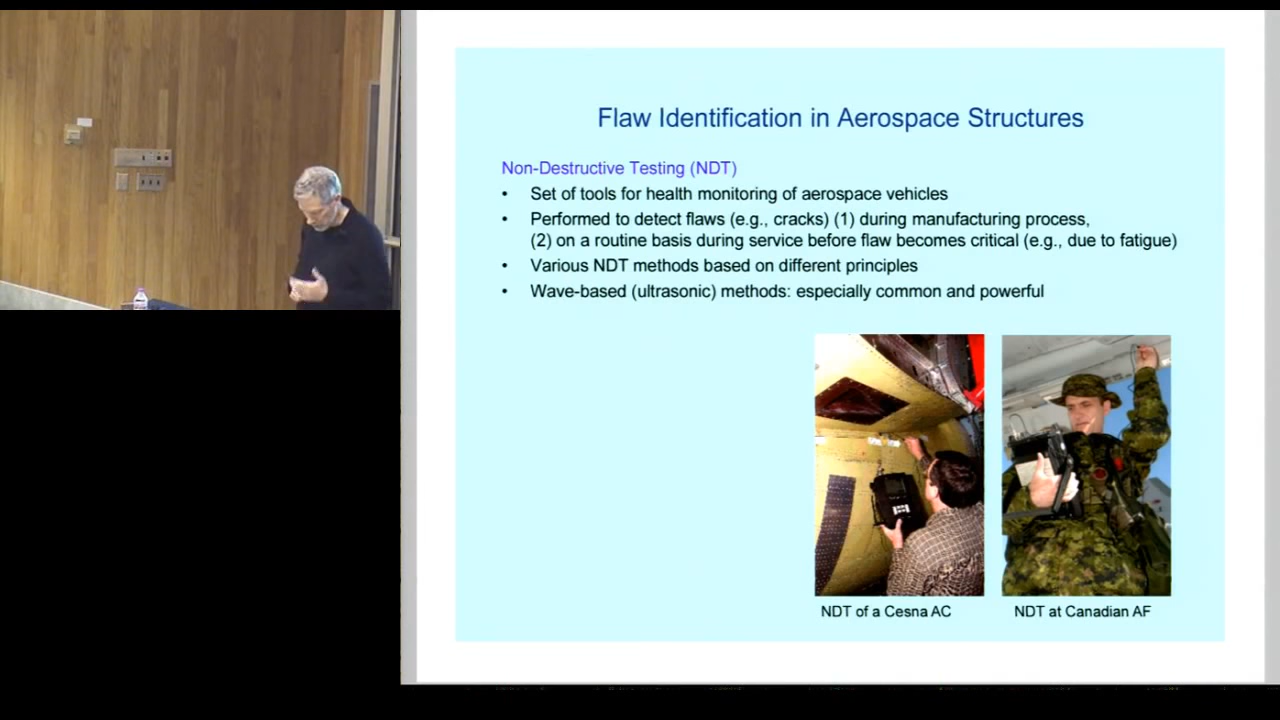 Flaw Identification in Aerospace Structures
Non-Destructive Testing (NDT)
• Set of tools for health monitoring of aerospace vehicles
• Performed to detect flaws (e.g., cracks) (1) during manufacturing process,
(2) on a routine basis during service before flaw becomes critical (e.g., due to fatigue)
• Various NDT methods based on different principles
• Wave-based (ultrasonic) methods: especially common and powerful
NDT of a Cesna AC
NDT at Canadian AF